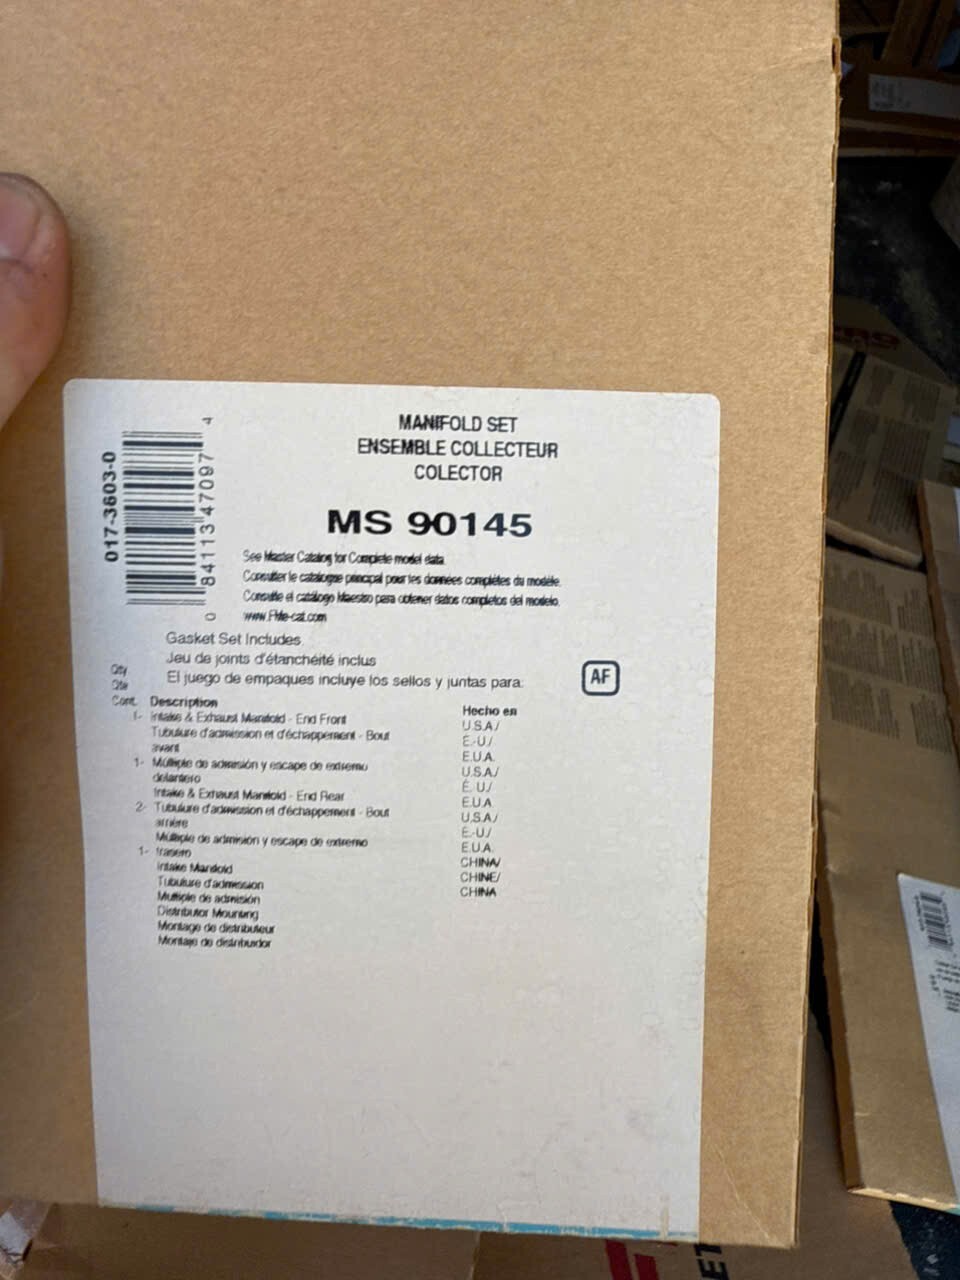 MANIFOLD SET
ENSEMBLE COLLECTEUR
COLECTOR
MS 90145
017-3603-0
0 84113 47097 4
See Master Catalog for Complete model data.
Consulter le catalogue principal pour les données complètes du modèle.
Consulte el catálogo Maestro para obtener datos completos del modelo.
www.FMe-cat.com
Gasket Set Includes
Jeu de joints d'étanchéité inclus
El juego de empaques incluye los sellos y juntas para:
AF
Qty
Qte
Cont. Description Hecho en
1- Intake & Exhaust Manifold - End Front U.S.A/
Tubulure d'admission et d'échappement - Bout É.-U./
avant E.U.A.
1- Múltiple de admisión y escape de extremo U.S.A/
delantero É. U./
Intake & Exhaust Manifold - End Rear E.U.A.
2- Tubulure d'admission et d'échappement - Bout U.S.A/
arrière É.-U./
Múltiple de admisión y escape de extremo E.U.A.
1- trasero CHINA/
Intake Manifold CHINE/
Tubulure d'admission CHINA
Multiple de admisión
Distributor Mounting
Montage de distributeur
Montaje de distribuidor